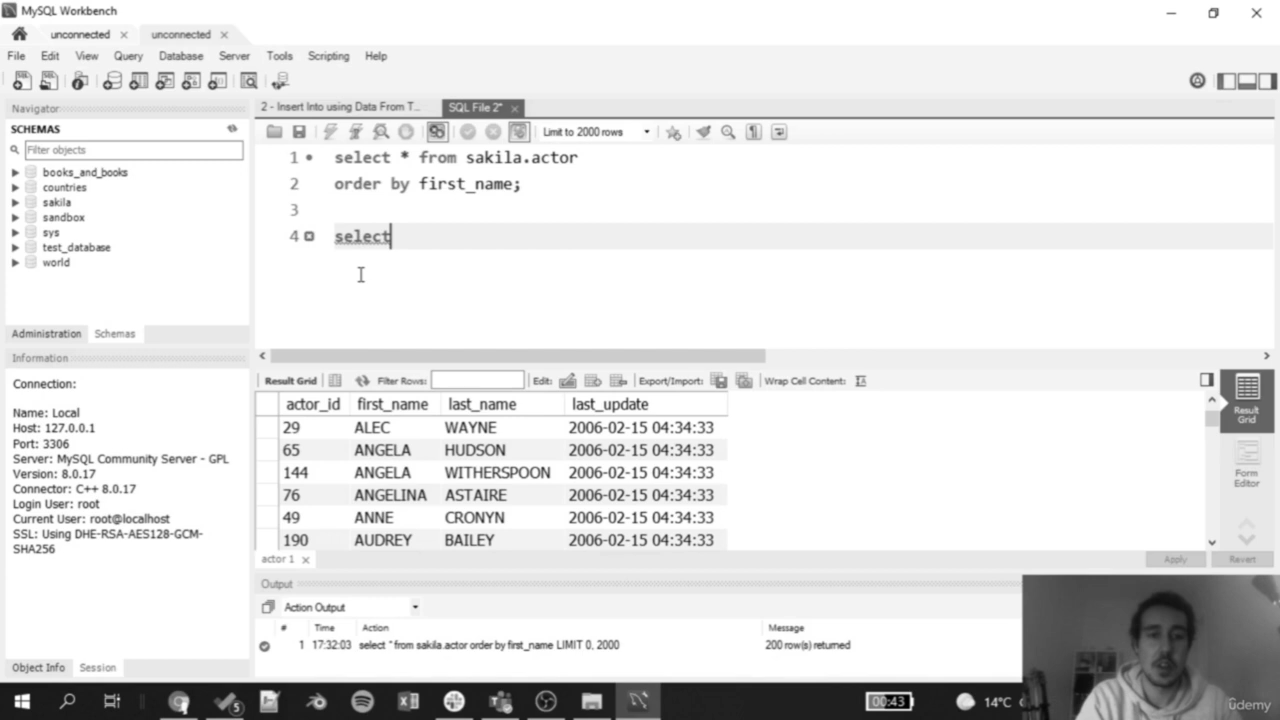 MySQL Workbench
unconnected × unconnected ×
File Edit View Query Database Server Tools Scripting Help
Navigator
SCHEMAS
Filter objects
books_and_books
countries
sakila
sandbox
sys
test_database
world
Administration Schemas
Information
Connection:
Name: Local
Host: 127.0.0.1
Port: 3306
Server: MySQL Community Server - GPL
Version: 8.0.17
Connector: C++ 8.0.17
Login User: root
Current User: root@localhost
SSL: Using DHE-RSA-AES128-GCM-
SHA256
Object Info Session
2 - Insert Into using Data From T... SQL File 2* ×
Limit to 2000 rows
1 select * from sakila.actor
2 order by first_name;
3
4 select
Result Grid Filter Rows: Edit: Export/Import: Wrap Cell Content:
actor_id first_name last_name last_update
29 ALEC WAYNE 2006-02-15 04:34:33
65 ANGELA HUDSON 2006-02-15 04:34:33
144 ANGELA WITHERSPOON 2006-02-15 04:34:33
76 ANGELINA ASTAIRE 2006-02-15 04:34:33
49 ANNE CRONYN 2006-02-15 04:34:33
190 AUDREY BAILEY 2006-02-15 04:34:33
Result
Grid
Form
Editor
actor 1 × Apply Revert
Output
Action Output
# Time Action Message
1 17:32:03 select * from sakila.actor order by first_name LIMIT 0, 2000 200 row(s) returned
5 00:43 14°C
ûdemy